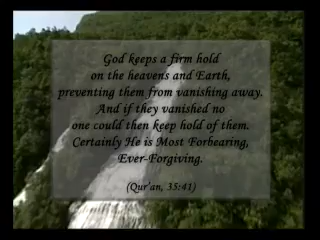 God keeps a firm hold
on the heavens and Earth,
preventing them from vanishing away.
And if they vanished no
one could then keep hold of them.
Certainly He is Most Forbearing,
Ever-Forgiving.
(Qur'an, 35:41)